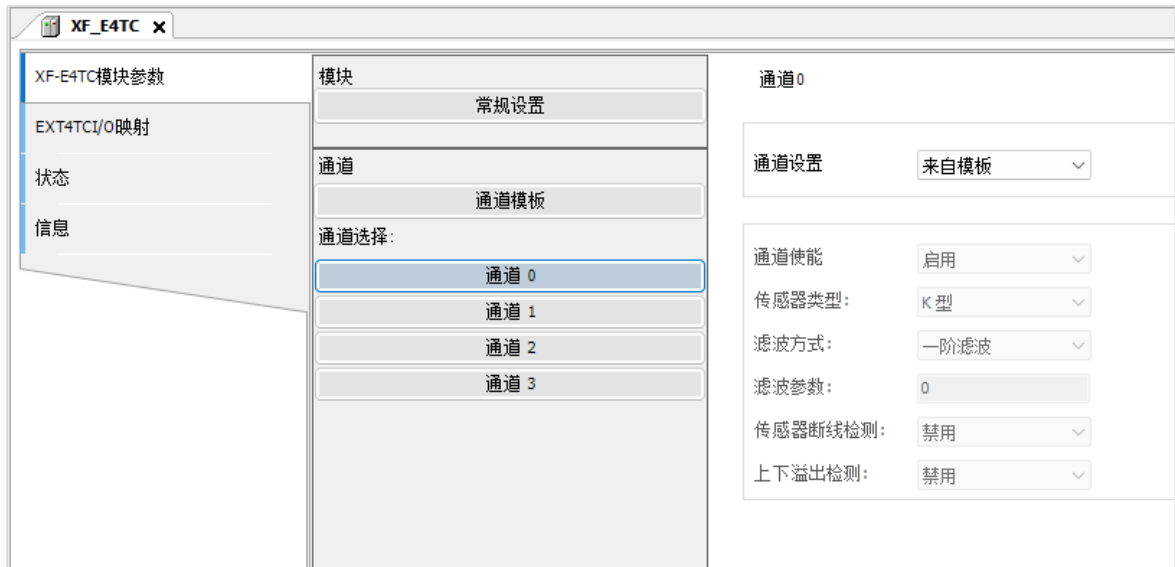 XF_E4TC
XF-E4TC模块参数
EXT4TCI/O映射
状态
信息
模块
常规设置
通道
通道模板
通道选择:
通道 0
通道 1
通道 2
通道 3
通道0
通道设置 来自模板
通道使能 启用
传感器类型: K 型
滤波方式: 一阶滤波
滤波参数: 0
传感器断线检测: 禁用
上下溢出检测: 禁用